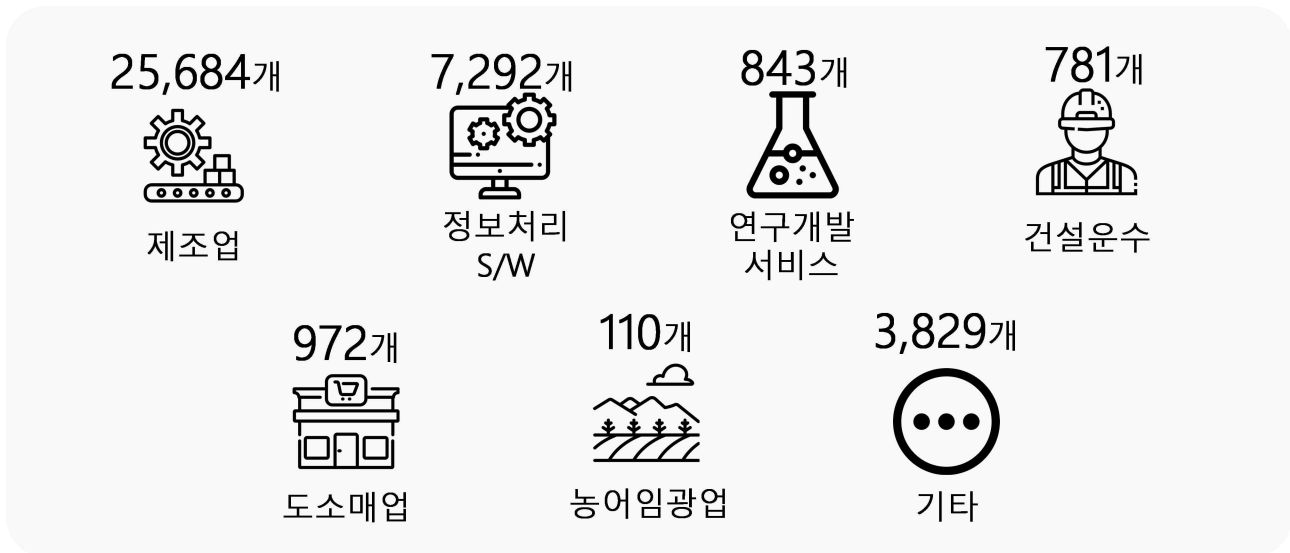 25,684개
제조업
7,292개
정보처리
S/W
843개
연구개발
서비스
781개
건설운수
972개
도소매업
110개
농어임광업
3,829개
기타